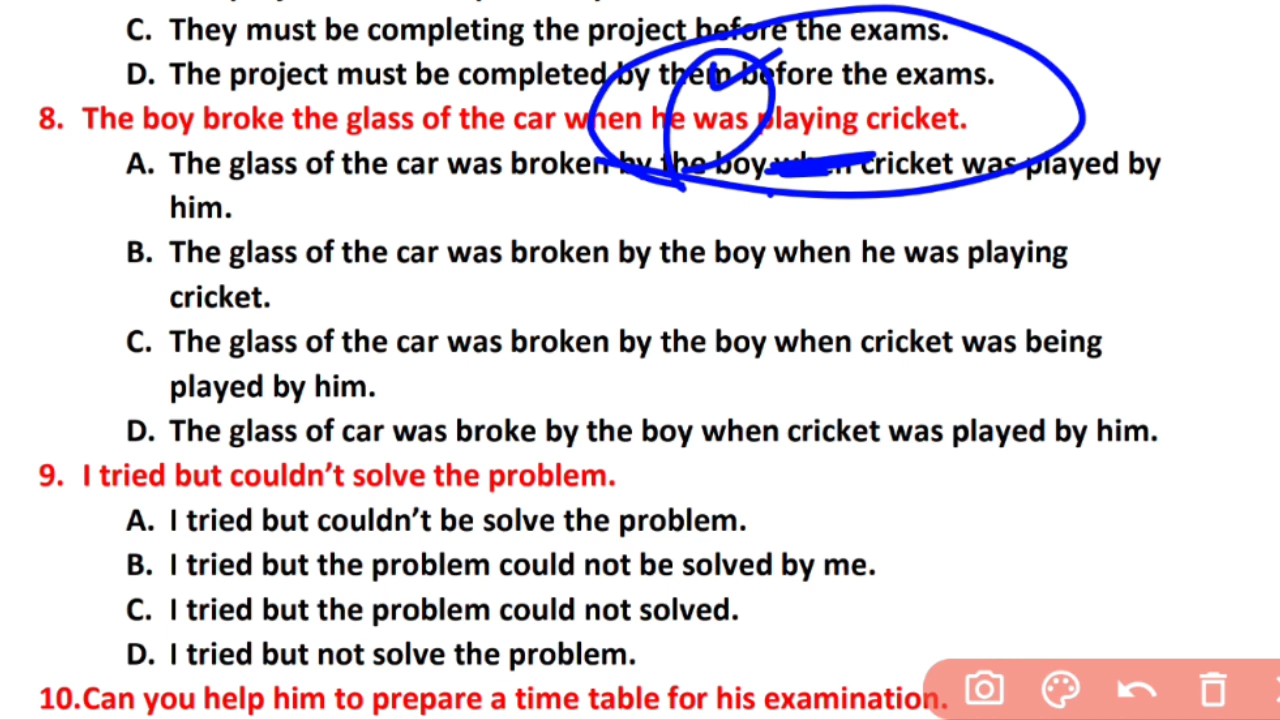 C. They must be completing the project before the exams.
D. The project must be completed by them before the exams.
8. The boy broke the glass of the car when he was playing cricket.
A. The glass of the car was broken by the boy when cricket was played by
him.
B. The glass of the car was broken by the boy when he was playing
cricket.
C. The glass of the car was broken by the boy when cricket was being
played by him.
D. The glass of car was broke by the boy when cricket was played by him.
9. I tried but couldn’t solve the problem.
A. I tried but couldn’t be solve the problem.
B. I tried but the problem could not be solved by me.
C. I tried but the problem could not solved.
D. I tried but not solve the problem.
10.Can you help him to prepare a time table for his examination.